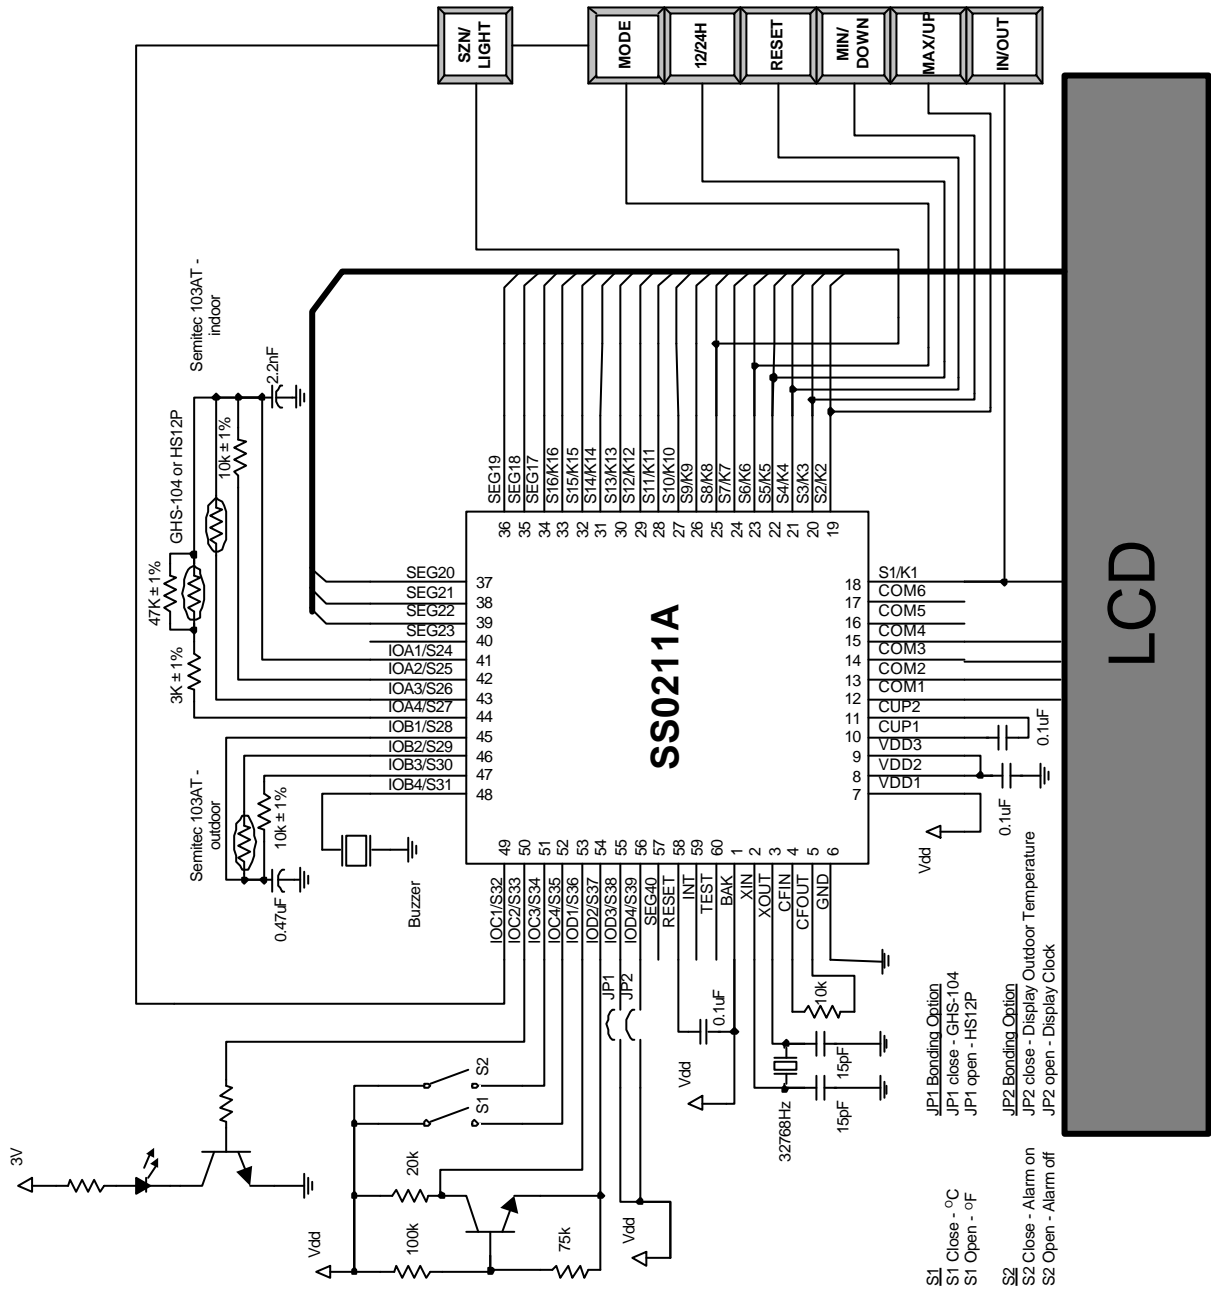 SZN/
LIGHT
MODE
12/24H
RESET
MIN/
DOWN
MAX/UP
IN/OUT
LCD
Semitec 103AT -
indoor
2.2nF
GHS-104 or HS12P
10k ± 1%
47K ± 1%
3K ± 1%
Semitec 103AT -
outdoor
10k ± 1%
0.47uF
Buzzer
SEG19
SEG18
SEG17
S16/K16
S15/K15
S14/K14
S13/K13
S12/K12
S11/K11
S10/K10
S9/K9
S8/K8
S7/K7
S6/K6
S5/K5
S4/K4
S3/K3
S2/K2
36
35
34
33
32
31
30
29
28
27
26
25
24
23
22
21
20
19
SEG20
SEG21
SEG22
SEG23
IOA1/S24
IOA2/S25
IOA3/S26
IOA4/S27
IOB1/S28
IOB2/S29
IOB3/S30
IOB4/S31
37
38
39
40
41
42
43
44
45
46
47
48
SS0211A
18
17
16
15
14
13
12
11
10
9
8
7
S1/K1
COM6
COM5
COM4
COM3
COM2
COM1
CUP2
CUP1
VDD3
VDD2
VDD1
0.1uF
0.1uF
Vdd
49
50
51
52
53
54
55
56
57
58
59
60
1
2
3
4
5
6
IOC1/S32
IOC2/S33
IOC3/S34
IOC4/S35
IOD1/S36
IOD2/S37
IOD3/S38
IOD4/S39
SEG40
RESET
INT
TEST
BAK
XIN
XOUT
CFIN
CFOUT
GND
JP1
JP2
0.1uF
Vdd
10k
15pF
15pF
32768Hz
3V
S2
S1
Vdd
20k
100k
75k
Vdd
JP1 Bonding Option
JP1 close - GHS-104
JP1 open - HS12P
JP2 Bonding Option
JP2 close - Display Outdoor Temperature
JP2 open - Display Clock
S1
S1 Close - °C
S1 Open - °F
S2
S2 Close - Alarm on
S2 Open - Alarm off